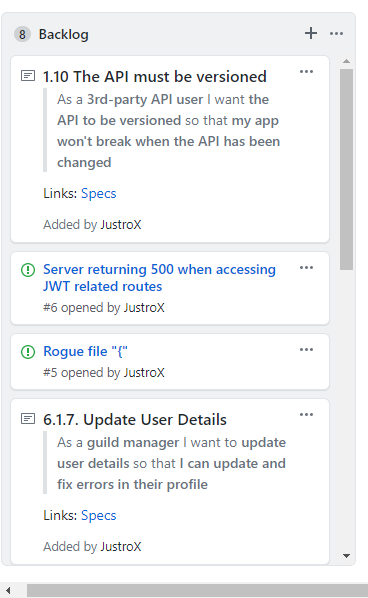 8 Backlog
1.10 The API must be versioned
As a 3rd-party API user I want the
API to be versioned so that my app
won't break when the API has been
changed
Links: Specs
Added by JustroX
Server returning 500 when accessing
JWT related routes
#6 opened by JustroX
Rogue file "{"
#5 opened by JustroX
6.1.7. Update User Details
As a guild manager I want to update
user details so that I can update and
fix errors in their profile
Links: Specs
Added by JustroX